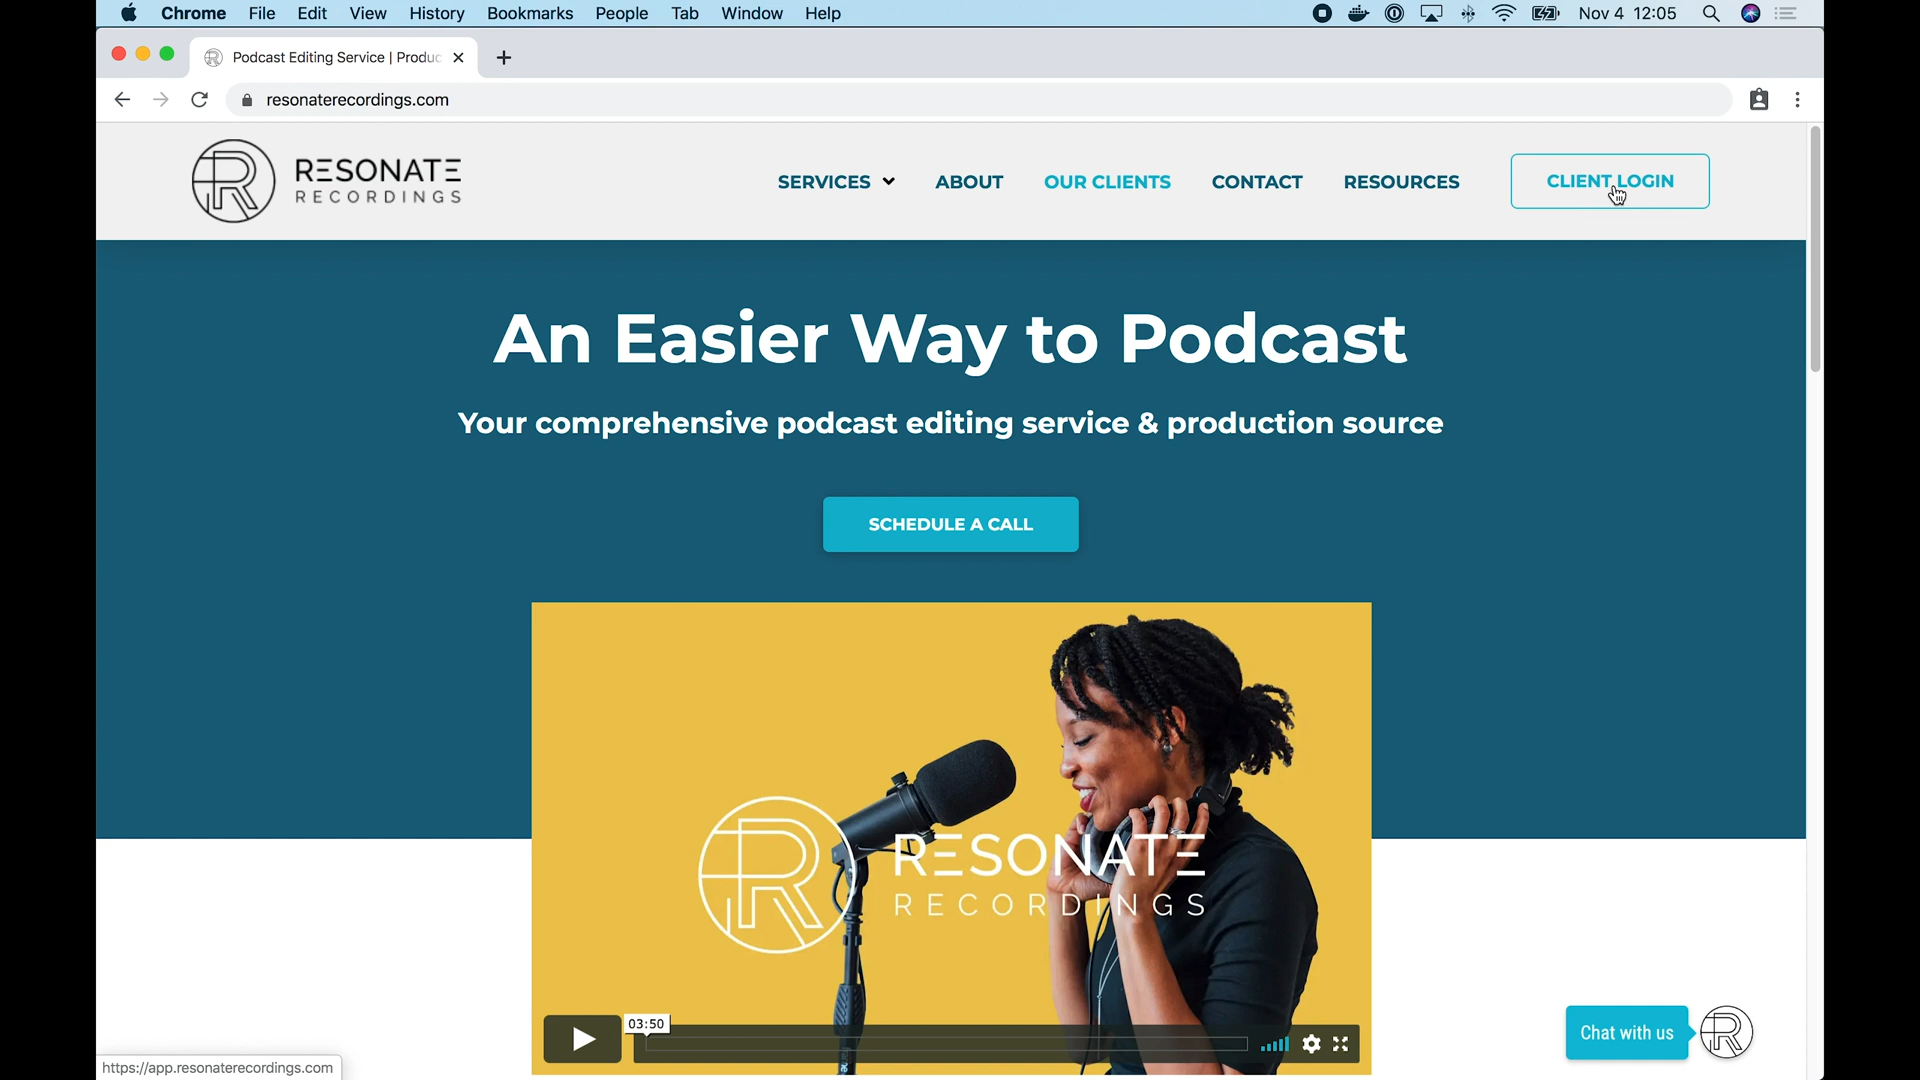 Chrome File Edit View History Bookmarks People Tab Window Help Nov 4 12:05
Podcast Editing Service | Produc
resonaterecordings.com
RESONATE
RECORDINGS
SERVICES ABOUT OUR CLIENTS CONTACT RESOURCES CLIENT LOGIN
An Easier Way to Podcast
Your comprehensive podcast editing service & production source
SCHEDULE A CALL
RESONATE
RECORDINGS
03:50
Chat with us
https://app.resonaterecordings.com